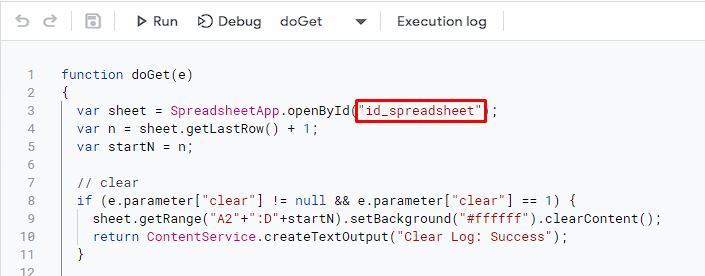 Run Debug doGet Execution log
1 function doGet(e)
2 {
3 var sheet = SpreadsheetApp.openById("id_spreadsheet");
4 var n = sheet.getLastRow() + 1;
5 var startN = n;
6
7 // clear
8 if (e.parameter["clear"] != null && e.parameter["clear"] == 1) {
9 sheet.getRange("A2"+":D"+startN).setBackground("#ffffff").clearContent();
10 return ContentService.createTextOutput("Clear Log: Success");
11 }
12